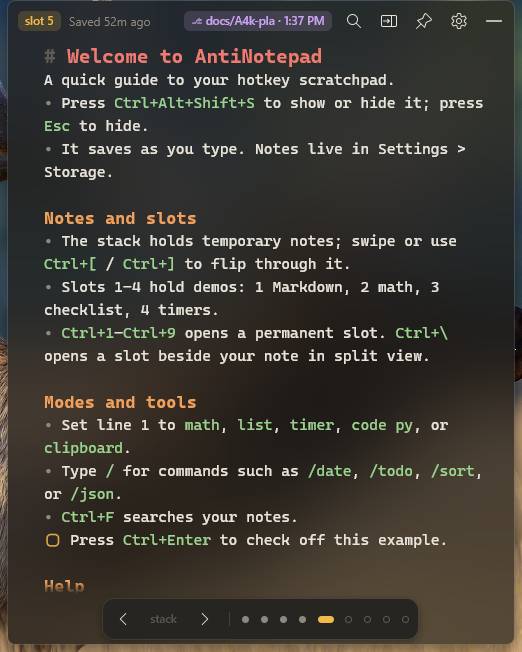 slot 5 Saved 52m ago docs/A4k-pla · 1:37 PM
# Welcome to AntiNotepad
A quick guide to your hotkey scratchpad.
• Press Ctrl+Alt+Shift+S to show or hide it; press
Esc to hide.
• It saves as you type. Notes live in Settings >
Storage.
Notes and slots
• The stack holds temporary notes; swipe or use
Ctrl+[ / Ctrl+] to flip through it.
• Slots 1–4 hold demos: 1 Markdown, 2 math, 3
checklist, 4 timers.
• Ctrl+1–Ctrl+9 opens a permanent slot. Ctrl+\
opens a slot beside your note in split view.
Modes and tools
• Set line 1 to math, list, timer, code py, or
clipboard.
• Type / for commands such as /date, /todo, /sort,
or /json.
• Ctrl+F searches your notes.
Press Ctrl+Enter to check off this example.
Help
stack